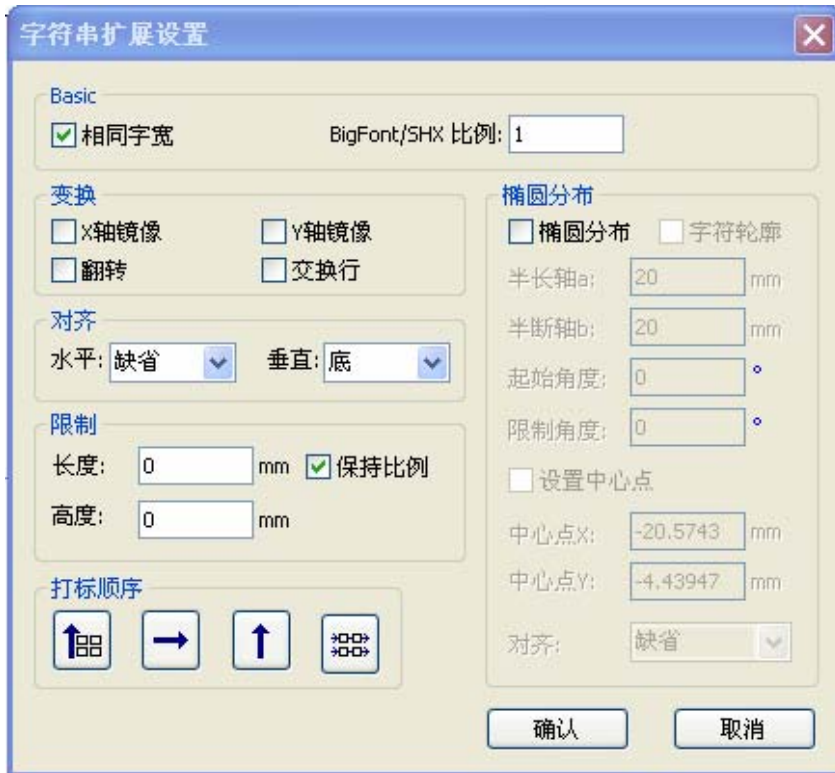 字符串扩展设置
Basic
相同字宽 BigFont/SHX 比例: 1
变换
X轴镜像 Y轴镜像
翻转 交换行
对齐
水平: 缺省 垂直: 底
限制
长度: 0 mm 保持比例
高度: 0 mm
打标顺序
椭圆分布
椭圆分布 字符轮廓
半长轴a: 20 mm
半断轴b: 20 mm
起始角度: 0 °
限制角度: 0 °
设置中心点
中心点X: -20.5743 mm
中心点Y: -4.43947 mm
对齐: 缺省
确认 取消